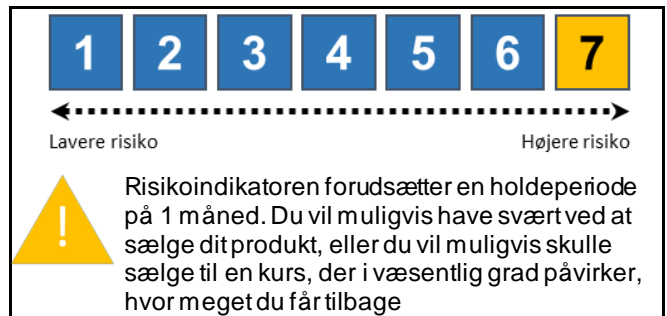 1 2 3 4 5 6 7
Lavere risiko Højere risiko
!
Risikoindikatoren forudsætter en holdeperiode
på 1 måned. Du vil muligvis have svært ved at
sælge dit produkt, eller du vil muligvis skulle
sælge til en kurs, der i væsentlig grad påvirker,
hvor meget du får tilbage